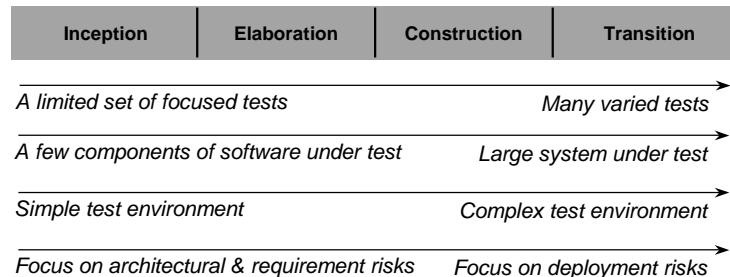 Inception Elaboration Construction Transition
A limited set of focused tests Many varied tests
A few components of software under test Large system under test
Simple test environment Complex test environment
Focus on architectural & requirement risks Focus on deployment risks